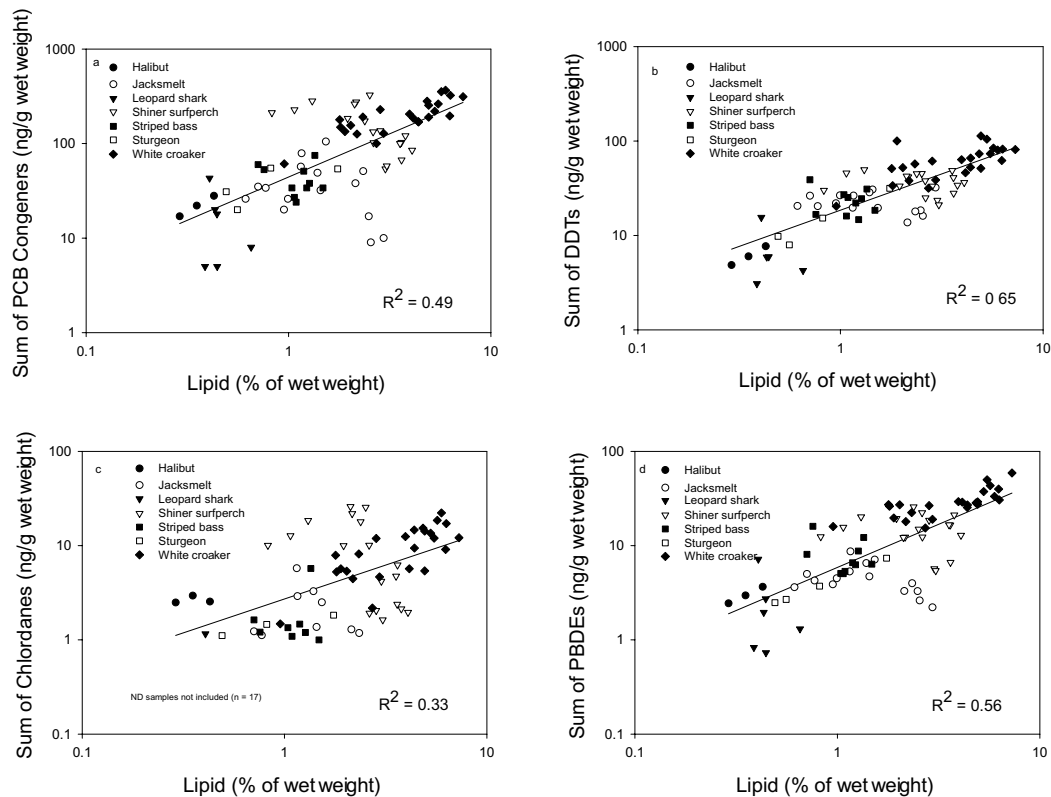 1000
a
Halibut
Jacksmelt
Leopard shark
Shiner surfperch
Striped bass
Sturgeon
White croaker
100
10
1
0.1
1
10
Sum of PCB Congeners (ng/g wet weight)
R2 = 0.49
Lipid (% of wet weight)
1000
b
Halibut
Jacksmelt
Leopard shark
Shiner surfperch
Striped bass
Sturgeon
White croaker
100
10
1
0.1
1
10
Sum of DDTs (ng/g wet weight)
R2 = 0 65
Lipid (% of wet weight)
100
c
Halibut
Jacksmelt
Leopard shark
Shiner surfperch
Striped bass
Sturgeon
White croaker
10
1
0.1
0.1
1
10
Sum of Chlordanes (ng/g wet weight)
ND samples not included (n = 17)
R2 = 0.33
Lipid (% of wet weight)
100
d
Halibut
Jacksmelt
Leopard shark
Shiner surfperch
Striped bass
Sturgeon
White croaker
10
1
0.1
0.1
1
10
Sum of PBDEs (ng/g wet weight)
R2 = 0.56
Lipid (% of wet weight)